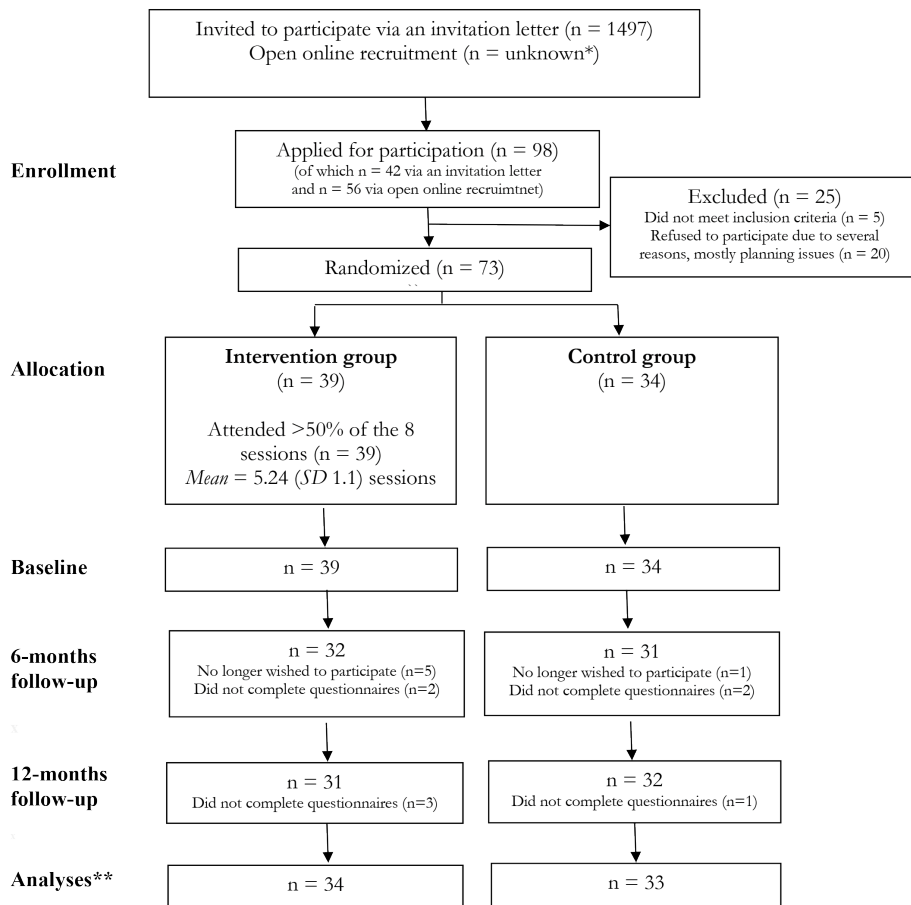 Invited to participate via an invitation letter (n = 1497)
Open online recruitment (n = unknown*)
Enrollment
Applied for participation (n = 98)
(of which n = 42 via an invitation letter
and n = 56 via open online recruimtnet)
Excluded (n = 25)
Did not meet inclusion criteria (n = 5)
Refused to participate due to several
reasons, mostly planning issues (n = 20)
Randomized (n = 73)
Allocation
Intervention group
(n = 39)
Attended >50% of the 8
sessions (n = 39)
Mean = 5.24 (SD 1.1) sessions
Control group
(n = 34)
Baseline
n = 39
n = 34
6-months
follow-up
n = 32
No longer wished to participate (n=5)
Did not complete questionnaires (n=2)
n = 31
No longer wished to participate (n=1)
Did not complete questionnaires (n=2)
x
12-months
follow-up
n = 31
Did not complete questionnaires (n=3)
n = 32
Did not complete questionnaires (n=1)
x
Analyses**
n = 34
n = 33